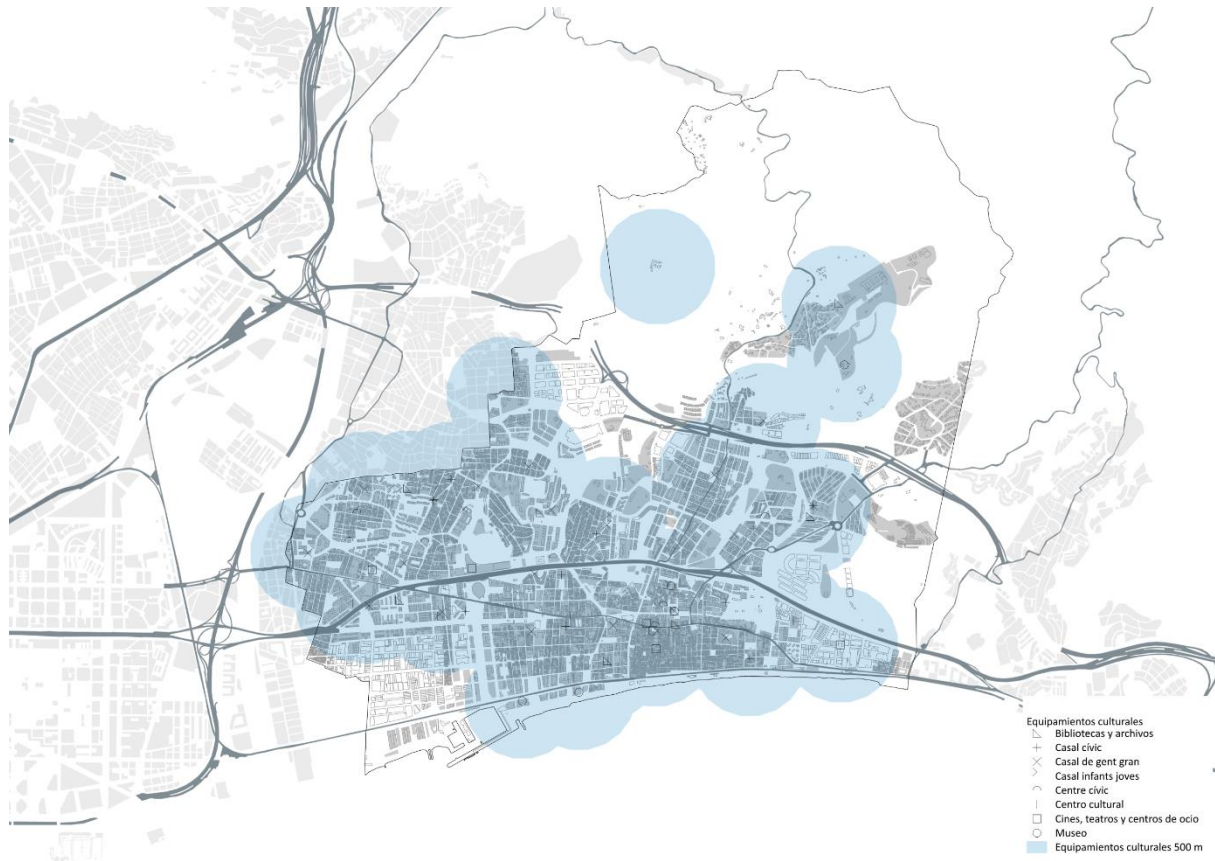 Equipamientos culturales
Bibliotecas y archivos
Casal cívic
Casal de gent gran
Casal infants joves
Centre cívic
Centro cultural
Cines, teatros y centros de ocio
Museo
Equipamientos culturales 500 m